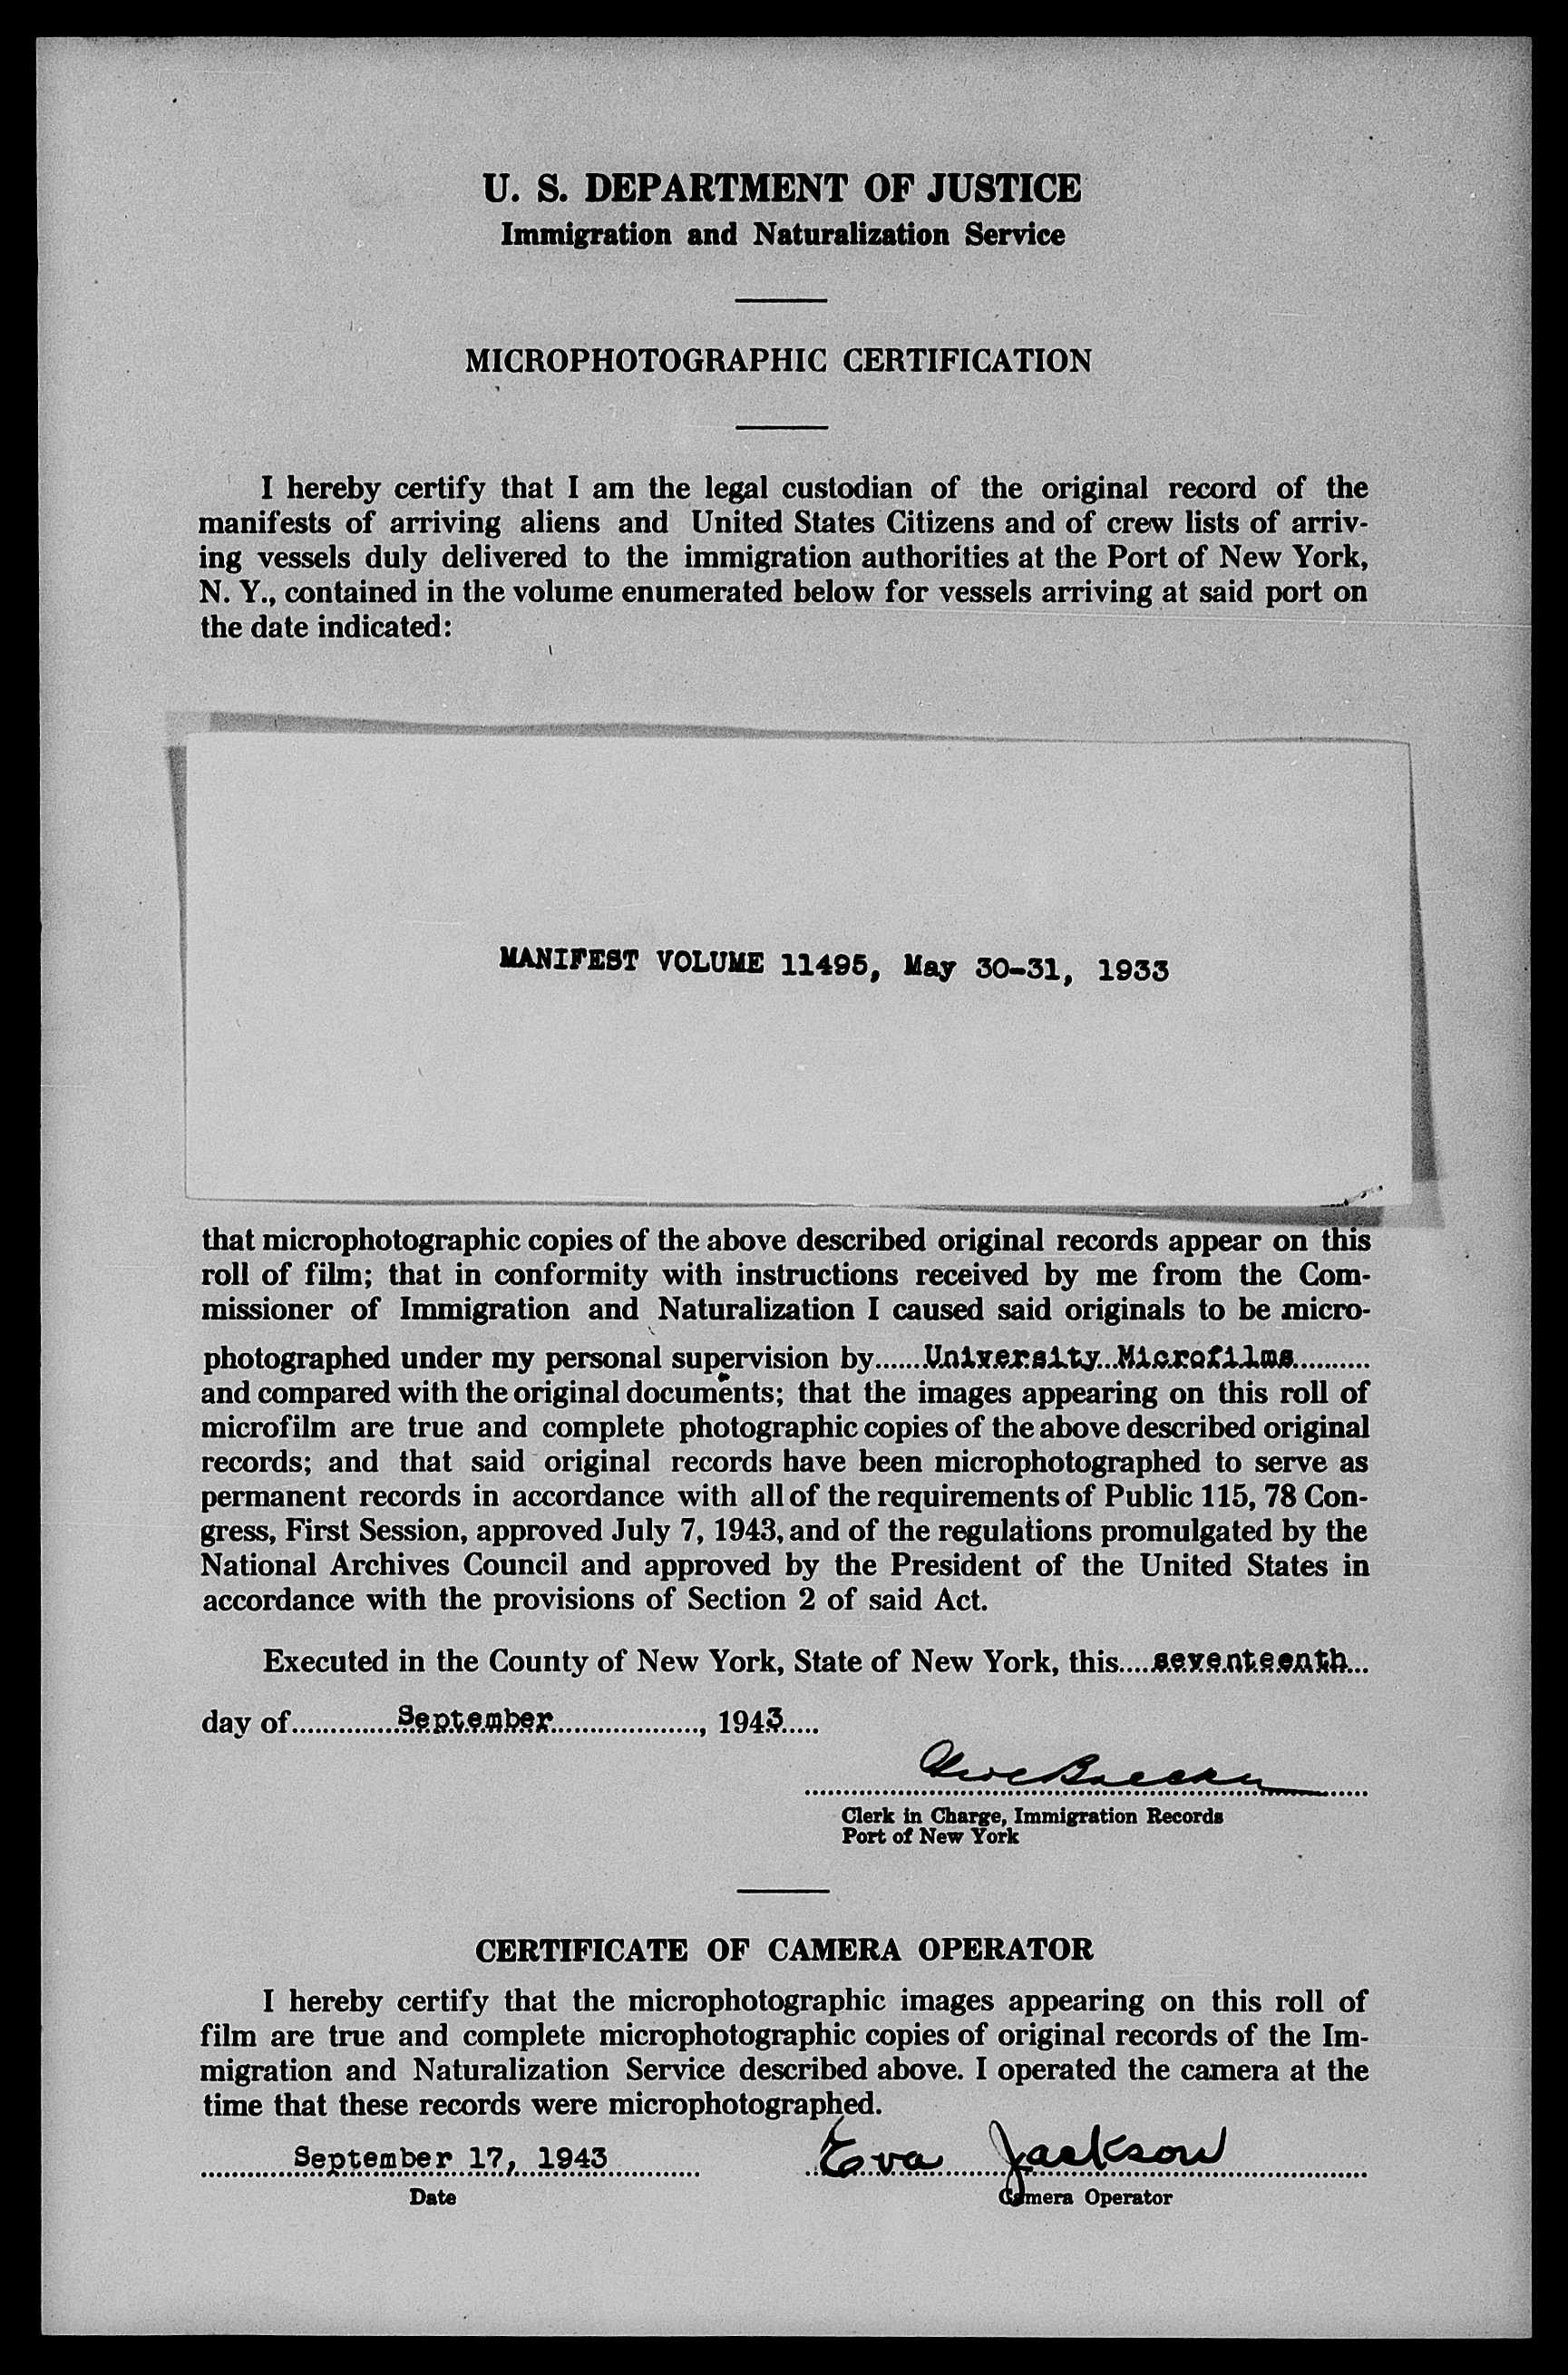 U. S. DEPARTMENT OF JUSTICE
Immigration and Naturalization Service
MICROPHOTOGRAPHIC CERTIFICATION
I hereby certify that I am the legal custodian of the original record of the
manifests of arriving aliens and United States Citizens and of crew lists of arriv-
ing vessels duly delivered to the immigration authorities at the Port of New York,
N. Y., contained in the volume enumerated below for vessels arriving at said port on
the date indicated:
MANIFEST VOLUME 11495, May 30-31, 1933
that microphotographic copies of the above described original records appear on this
roll of film; that in conformity with instructions received by me from the Com-
missioner of Immigration and Naturalization I caused said originals to be micro-
photographed under my personal supervision by......University Microfilms..........
and compared with the original documents; that the images appearing on this roll of
microfilm are true and complete photographic copies of the above described original
records; and that said original records have been microphotographed to serve as
permanent records in accordance with all of the requirements of Public 115, 78 Con-
gress, First Session, approved July 7, 1943, and of the regulations promulgated by the
National Archives Council and approved by the President of the United States in
accordance with the provisions of Section 2 of said Act.
Executed in the County of New York, State of New York, this....seventeenth...
day of..............September...................., 1943.....
Clerk in Charge, Immigration Records
Port of New York
CERTIFICATE OF CAMERA OPERATOR
I hereby certify that the microphotographic images appearing on this roll of
film are true and complete microphotographic copies of original records of the Im-
migration and Naturalization Service described above. I operated the camera at the
time that these records were microphotographed.
September 17, 1943 Eva Jackson
Date Camera Operator